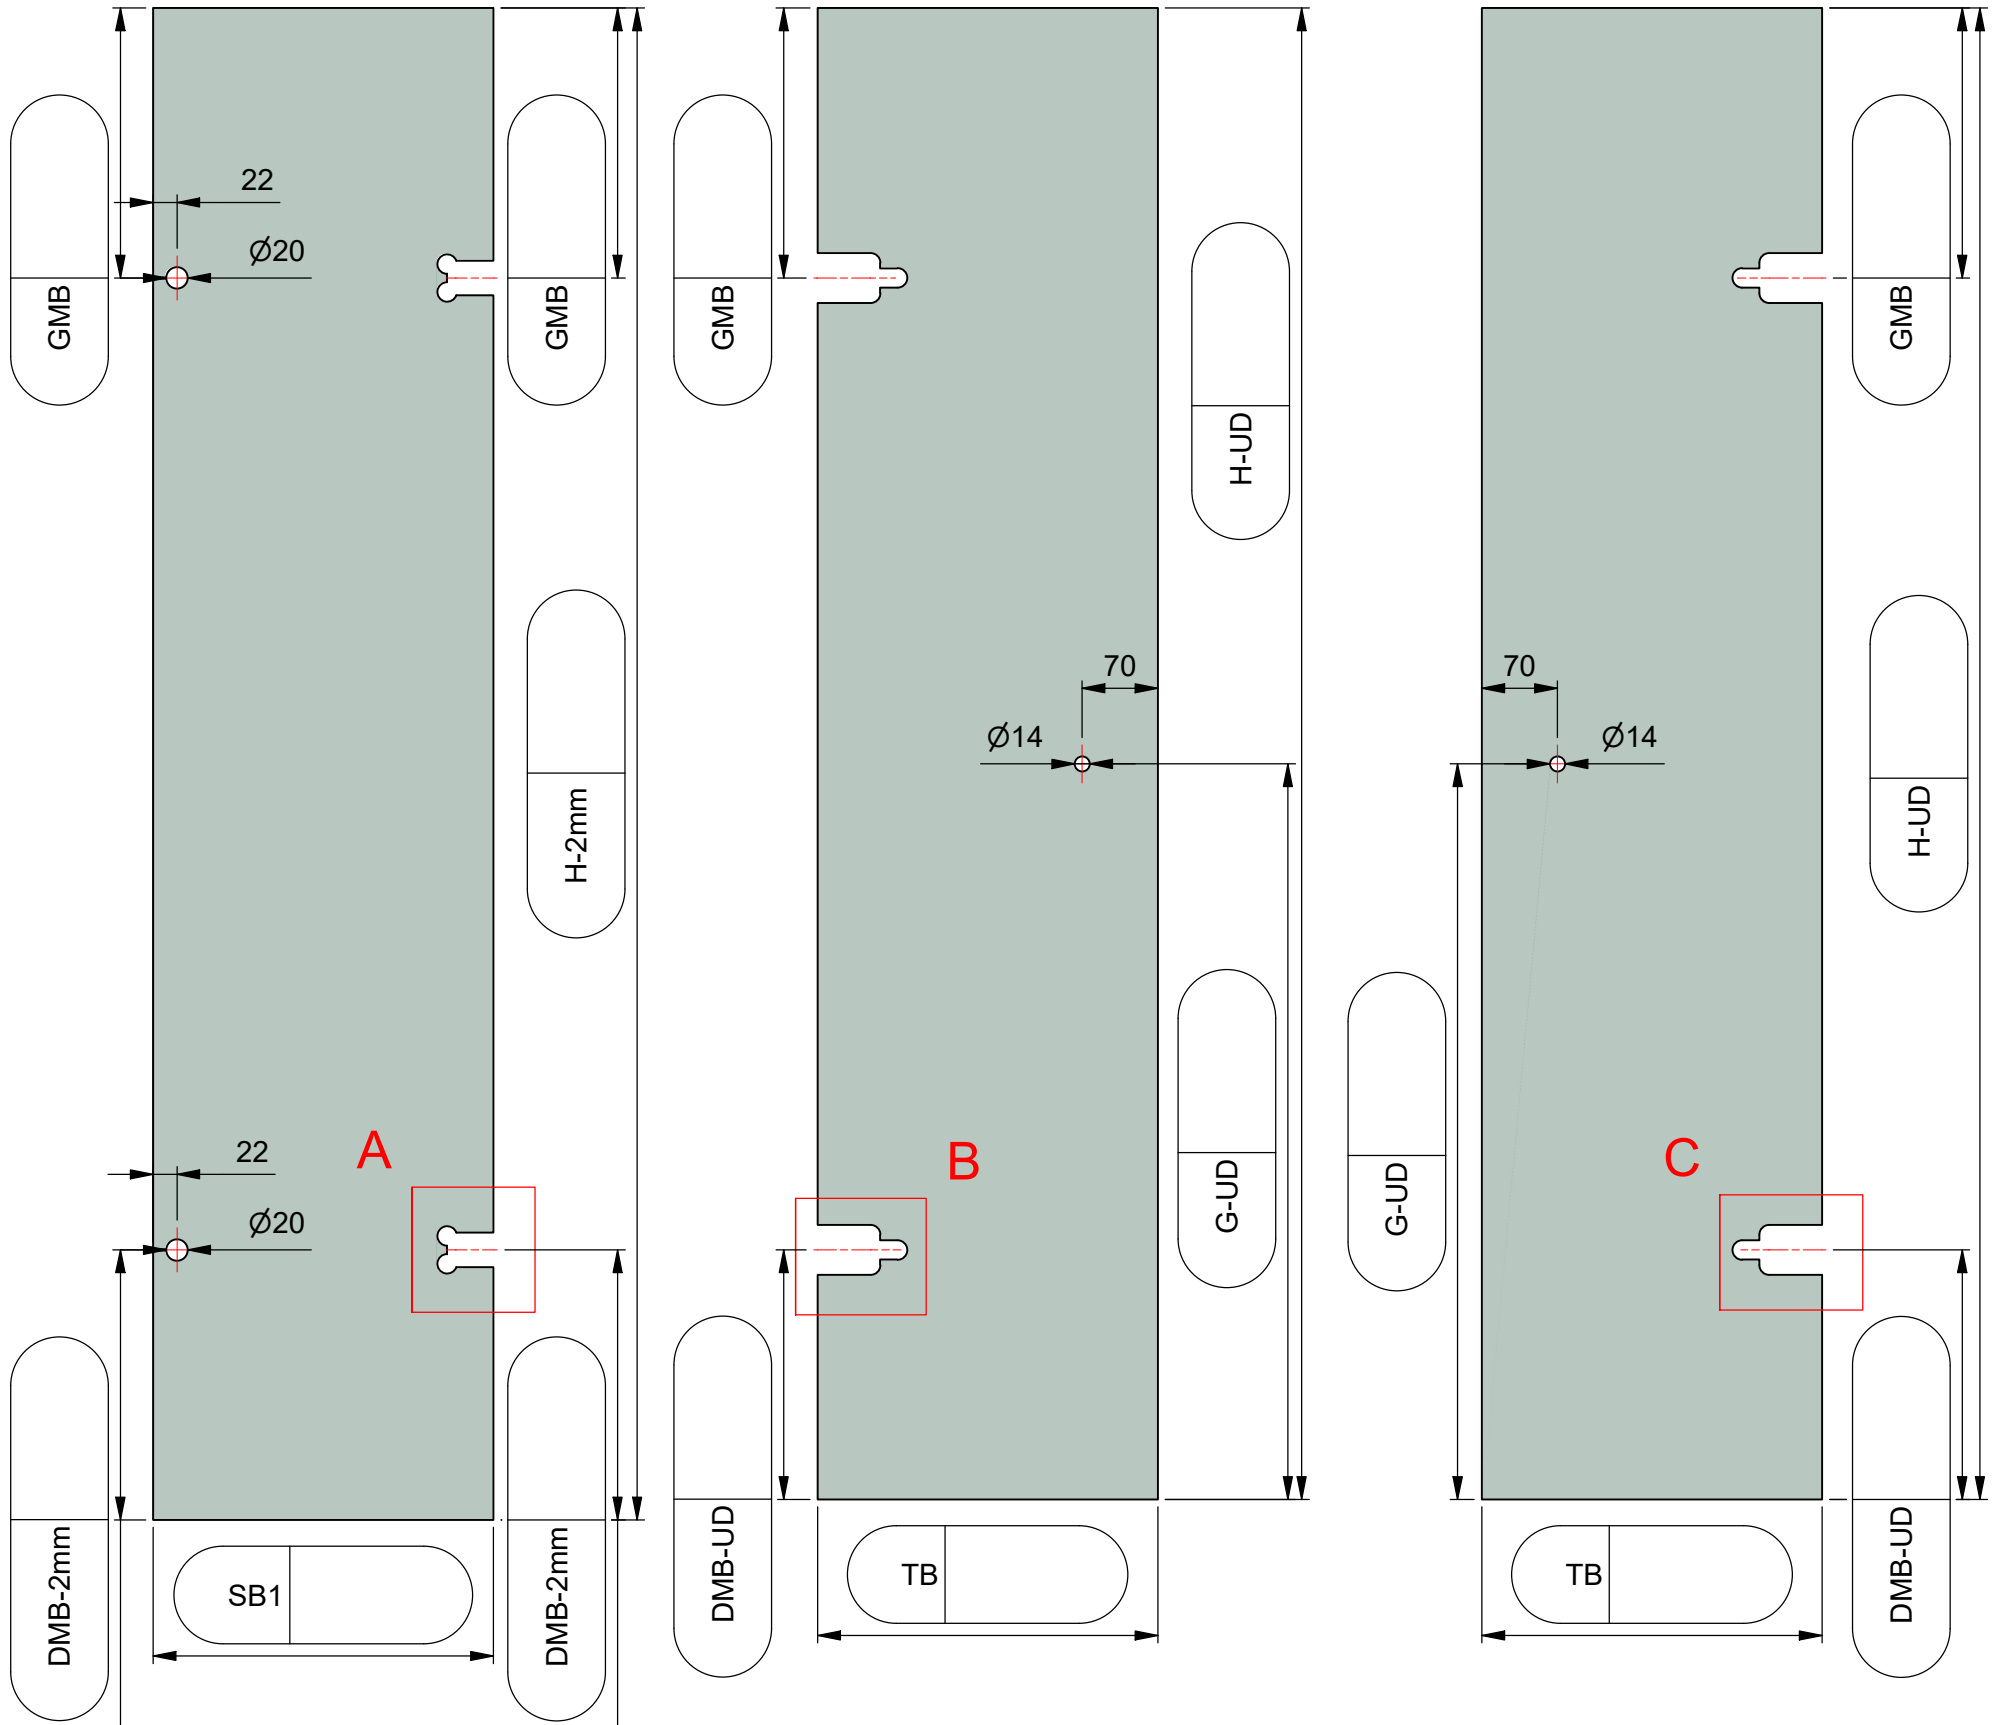 GMB
22
Ø20
GMB
H-2mm
22
Ø20
A
DMB-2mm
SB1
DMB-2mm
GMB
H-UD
70
Ø14
G-UD
B
DMB-UD
TB
70
Ø14
GMB
H-UD
G-UD
C
TB
DMB-UD